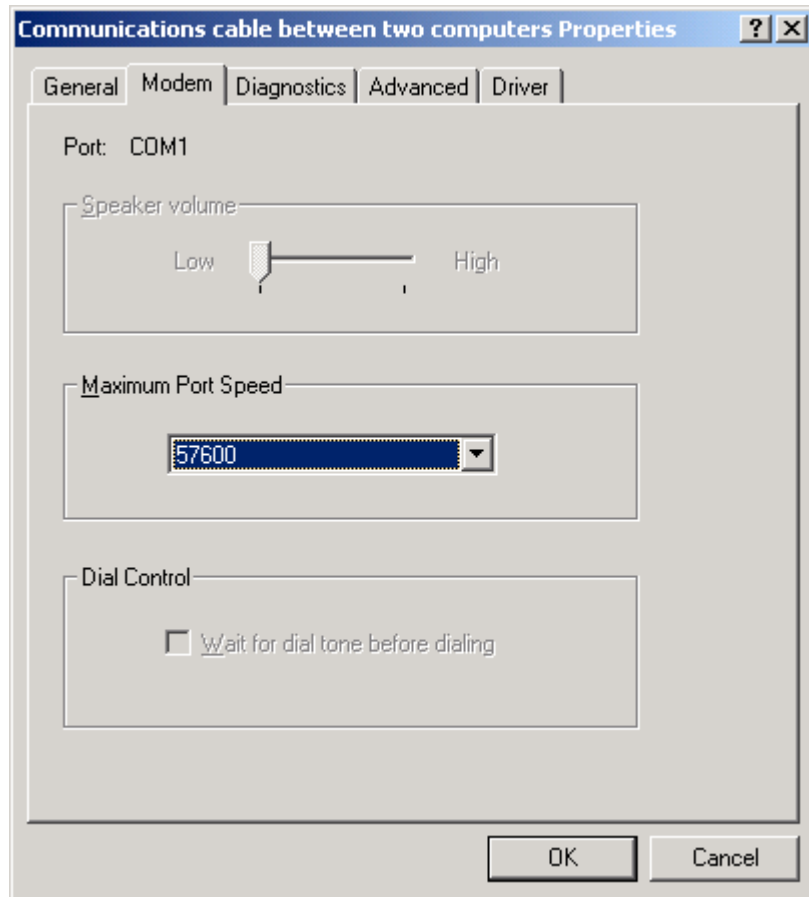 Communications cable between two computers Properties
General Modem Diagnostics Advanced Driver
Port: COM1
Speaker volume
Low High
Maximum Port Speed
57600
Dial Control
Wait for dial tone before dialing
OK Cancel